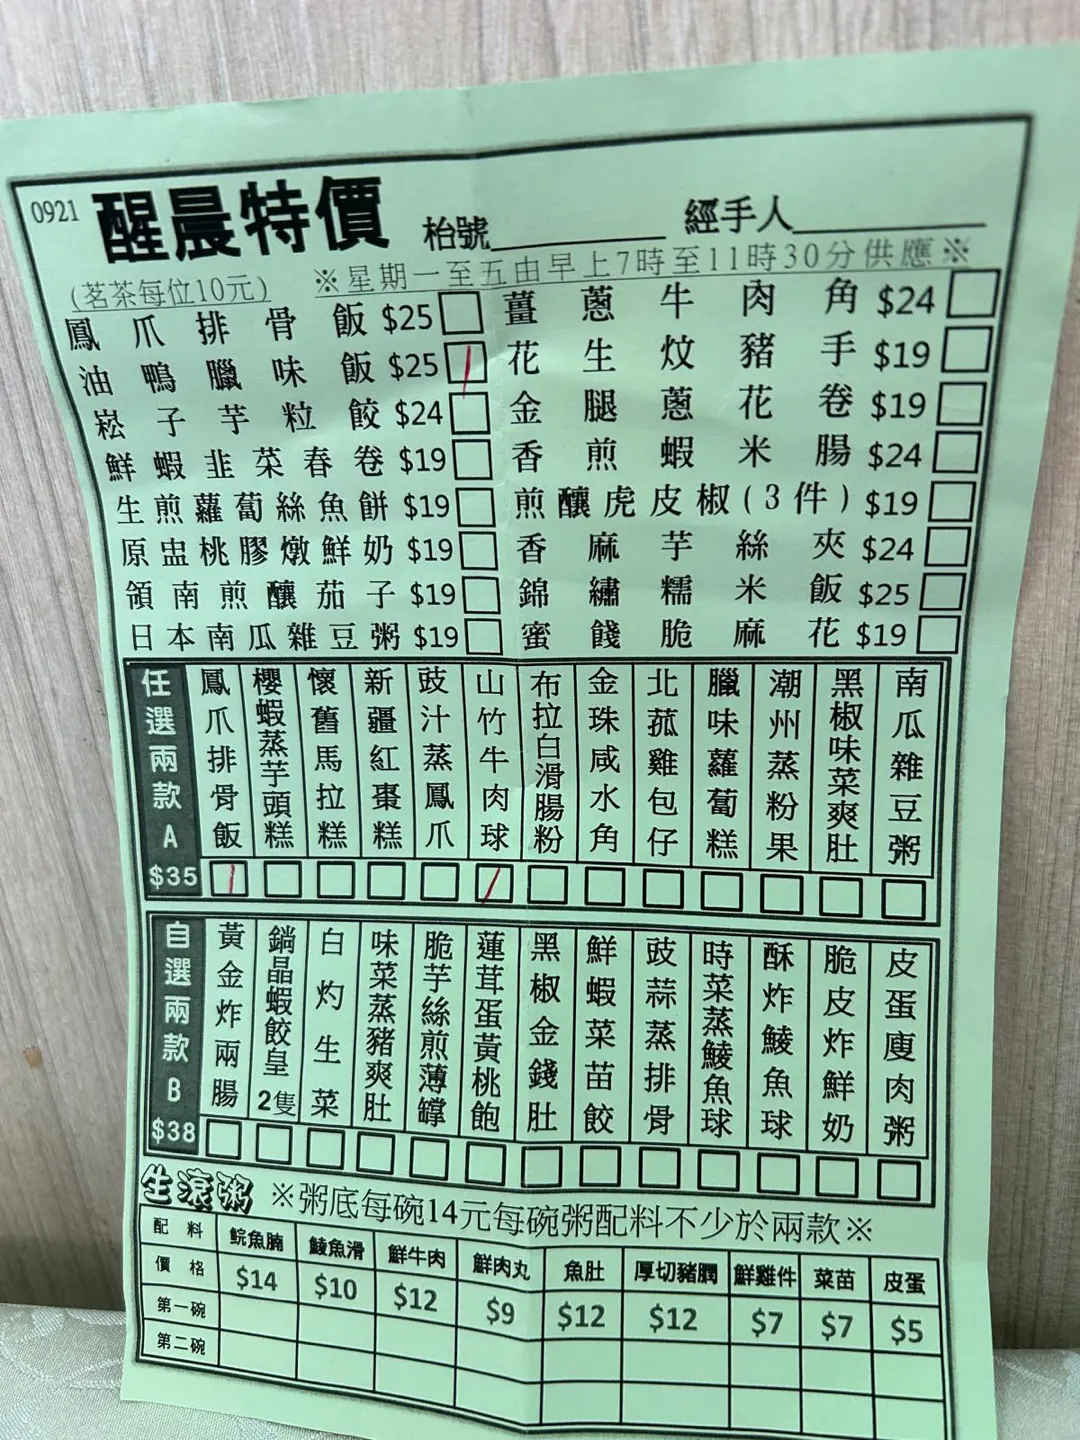 0921 醒晨特價 枱號 經手人
(茗茶每位10元) ※星期一至五由早上7時至11時30分供應※
鳳爪排骨飯 $25
油鴨臘味飯 $25
崧子芋粒餃 $24
鮮蝦韭菜春卷 $19
生煎蘿蔔絲魚餅 $19
原盅桃膠燉鮮奶 $19
領南煎釀茄子 $19
日本南瓜雜豆粥 $19
薑蔥牛肉角 $24
花生炆豬手 $19
金腿蔥花卷 $19
香煎蝦米腸 $24
煎釀虎皮椒(3件) $19
香麻芋絲夾 $24
錦繡糯米飯 $25
蜜餞脆麻花 $19
任選兩款A $35
鳳爪排骨飯
櫻蝦蒸芋頭糕
懷舊馬拉糕
新疆紅棗糕
豉汁蒸鳳爪
山竹牛肉球
布拉白滑腸粉
金珠咸水角
北菰雞包仔
臘味蘿蔔糕
潮州蒸粉果
黑椒味菜爽肚
南瓜雜豆粥
自選兩款B $38
黃金炸兩腸
鍋晶蝦餃皇2隻
白灼生菜
味菜蒸豬爽肚
脆芋絲煎薄罉
蓮茸蛋黃桃飽
黑椒金錢肚
鮮蝦菜苗餃
豉蒜蒸排骨
時菜蒸鯪魚球
酥炸鯪魚球
脆皮炸鮮奶
皮蛋廋肉粥
生滾粥 ※粥底每碗14元每碗粥配料不少於兩款※
配料 鯇魚腩 鯪魚滑 鮮牛肉 鮮肉丸 魚肚 厚切豬膶 鮮雞件 菜苗 皮蛋
價格 $14 $10 $12 $9 $12 $12 $7 $7 $5
第一碗
第二碗